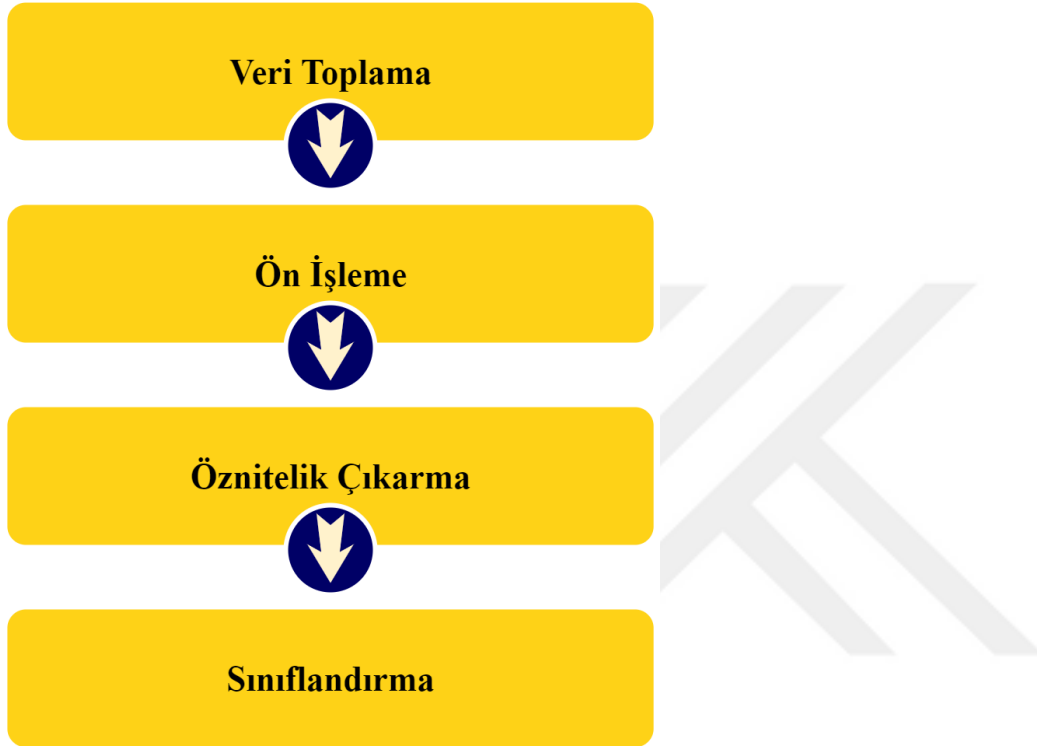 Veri Toplama
Ön İşleme
Öznitelik Çıkarma
Sınıflandırma